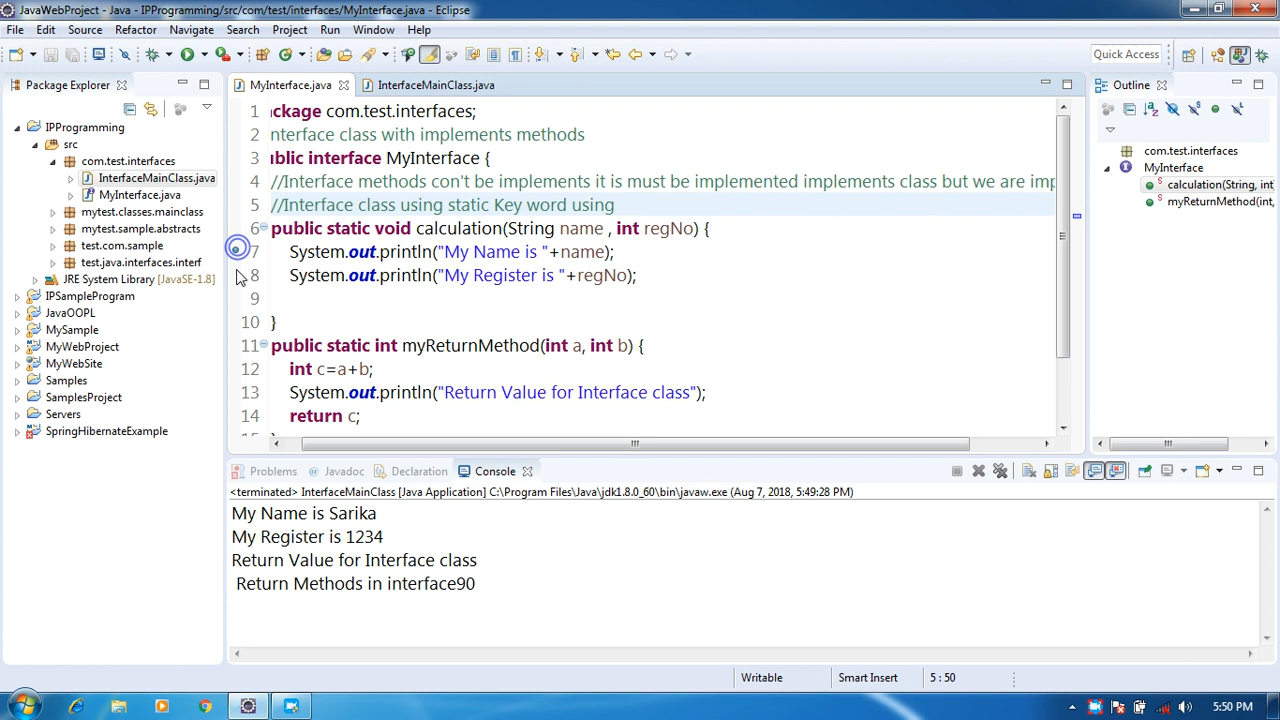 JavaWebProject - Java - IPProgramming/src/com/test/interfaces/MyInterface.java - Eclipse
File Edit Source Refactor Navigate Search Project Run Window Help
Quick Access
Package Explorer
MyInterface.java
InterfaceMainClass.java
Outline
IPProgramming
src
com.test.interfaces
InterfaceMainClass.java
MyInterface.java
mytest.classes.mainclass
mytest.sample.abstracts
test.com.sample
test.java.interfaces.interf
JRE System Library [JavaSE-1.8]
IPSampleProgram
JavaOOPL
MySample
MyWebProject
MyWebSite
Samples
SamplesProject
Servers
SpringHibernateExample
1 ckage com.test.interfaces;
2 nterface class with implements methods
3 blic interface MyInterface {
4 //Interface methods con't be implements it is must be implemented implements class but we are imp
5 //Interface class using static Key word using
6 public static void calculation(String name , int regNo) {
7 System.out.println("My Name is "+name);
8 System.out.println("My Register is "+regNo);
9
10 }
11 public static int myReturnMethod(int a, int b) {
12 int c=a+b;
13 System.out.println("Return Value for Interface class");
14 return c;
com.test.interfaces
MyInterface
calculation(String, int
myReturnMethod(int,
Problems @ Javadoc Declaration Console
<terminated> InterfaceMainClass [Java Application] C:\Program Files\Java\jdk1.8.0_60\bin\javaw.exe (Aug 7, 2018, 5:49:28 PM)
My Name is Sarika
My Register is 1234
Return Value for Interface class
Return Methods in interface90
Writable
Smart Insert
5 : 50
5:50 PM